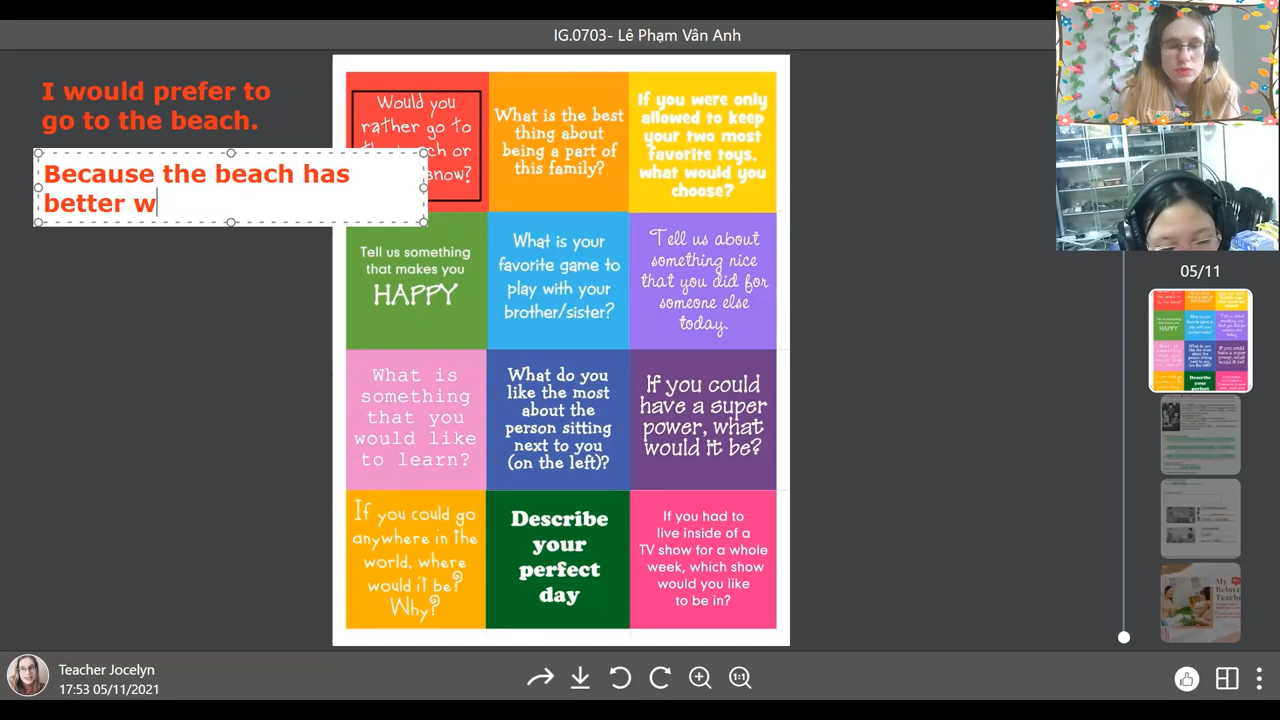 IG.0703- Lê Phạm Vân Anh
I would prefer to
go to the beach.
Because the beach has
better w
Would you
rather go to
or
now?
What is the best
thing about
being a part of
this family?
If you were only
allowed to keep
your two most
favorite toys,
what would you
choose?
Tell us something
that makes you
HAPPY
What is your
favorite game to
play with your
brother/sister?
Tell us about
something nice
that you did for
someone else
today.
What is
something
that you
would like
to learn?
What do you
like the most
about the
person sitting
next to you
(on the left)?
If you could
have a super
power, what
would it be?
If you could go
anywhere in the
world, where
would it be?
Why?
Describe
your
perfect
day
If you had to
live inside of a
TV show for a whole
week, which show
would you like
to be in?
05/11
HAPPY
Describe
your
perfect
My
Teacher Jocelyn
17:53 05/11/2021
1:1